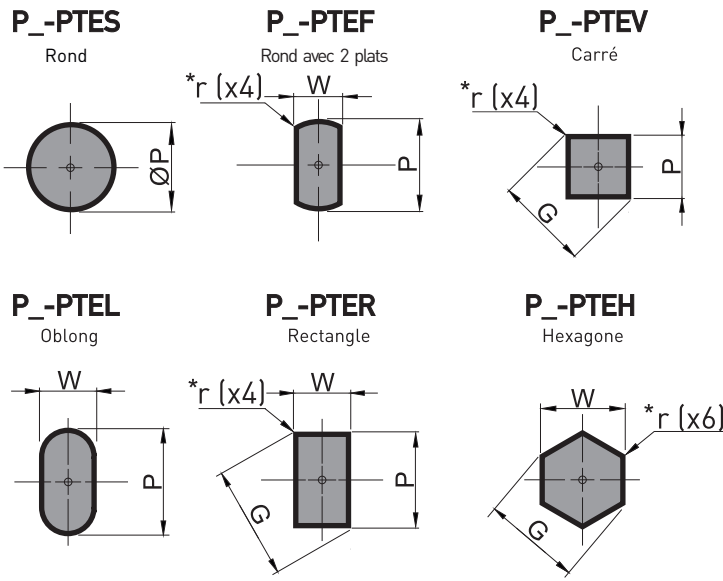 P_-PTES
Rond
ØP
P_-PTEF
Rond avec 2 plats
*r (x4)
W
P
P_-PTEV
Carré
*r (x4)
P
G
P_-PTEL
Oblong
W
P
P_-PTER
Rectangle
*r (x4)
W
P
G
P_-PTEH
Hexagone
W
*r (x6)
G